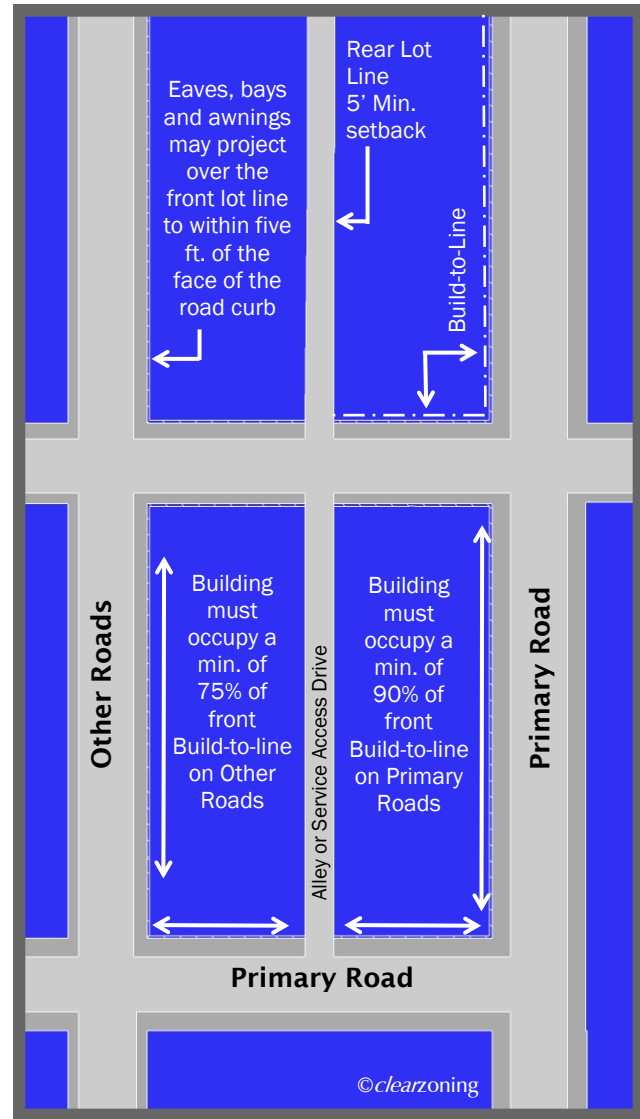 Eaves, bays
and awnings
may project
over the
front lot line
to within five
ft. of the
face of the
road curb
Rear Lot
Line
5’ Min.
setback
Build-to-Line
Other Roads
Building
must
occupy a
min. of
75% of
front
Build-to-line
on Other
Roads
Alley or Service Access Drive
Building
must
occupy a
min. of
90% of
front
Build-to-line
on Primary
Roads
Primary Road
Primary Road
©clearzoning